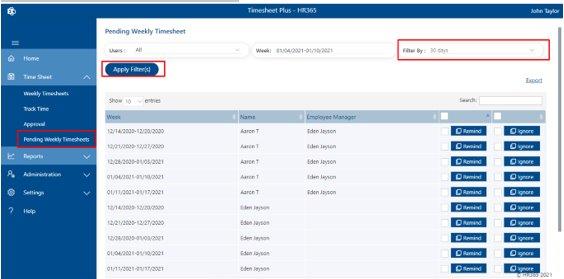 Timesheet Plus - HR365
John Taylor
Home
Time Sheet
Weekly Timesheets
Track Time
Approval
Pending Weekly Timesheets
Reports
Administration
Settings
Help
Pending Weekly Timesheet
Users : All
Week: 01/04/2021-01/10/2021
Filter By : 30 days
Apply Filter(s)
Export
Show 10 entries
Search:
Week Name Employee Manager
12/14/2020-12/20/2020 Aaron T Eden Jayson Remind Ignore
12/21/2020-12/27/2020 Aaron T Eden Jayson Remind Ignore
12/28/2020-01/03/2021 Aaron T Eden Jayson Remind Ignore
01/04/2021-01/10/2021 Aaron T Eden Jayson Remind Ignore
01/11/2021-01/17/2021 Aaron T Eden Jayson Remind Ignore
12/14/2020-12/20/2020 Eden Jayson Remind Ignore
12/21/2020-12/27/2020 Eden Jayson Remind Ignore
12/28/2020-01/03/2021 Eden Jayson Remind Ignore
01/04/2021-01/10/2021 Eden Jayson Remind Ignore
01/11/2021-01/17/2021 Eden Jayson Remind Ignore
© HR365 2021